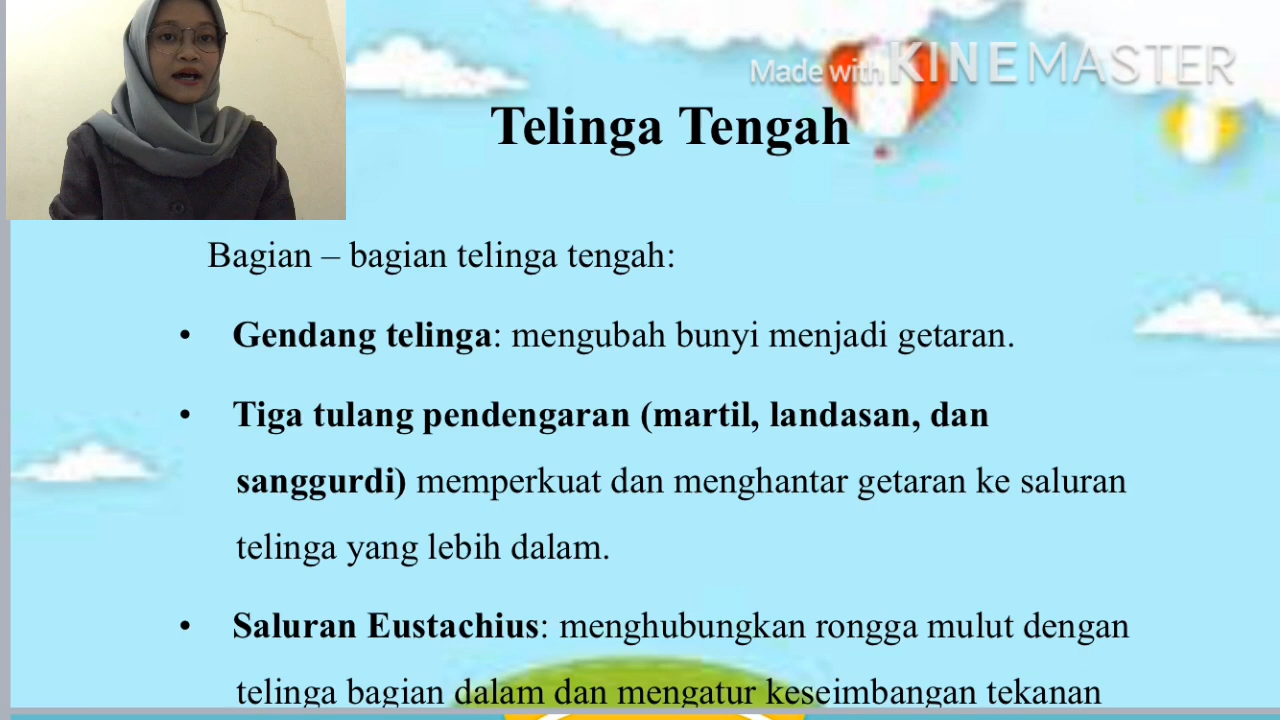 Made with KINEMASTER
Telinga Tengah
Bagian – bagian telinga tengah:
• Gendang telinga: mengubah bunyi menjadi getaran.
• Tiga tulang pendengaran (martil, landasan, dan
sanggurdi) memperkuat dan menghantar getaran ke saluran
telinga yang lebih dalam.
• Saluran Eustachius: menghubungkan rongga mulut dengan
telinga bagian dalam dan mengatur keseimbangan tekanan